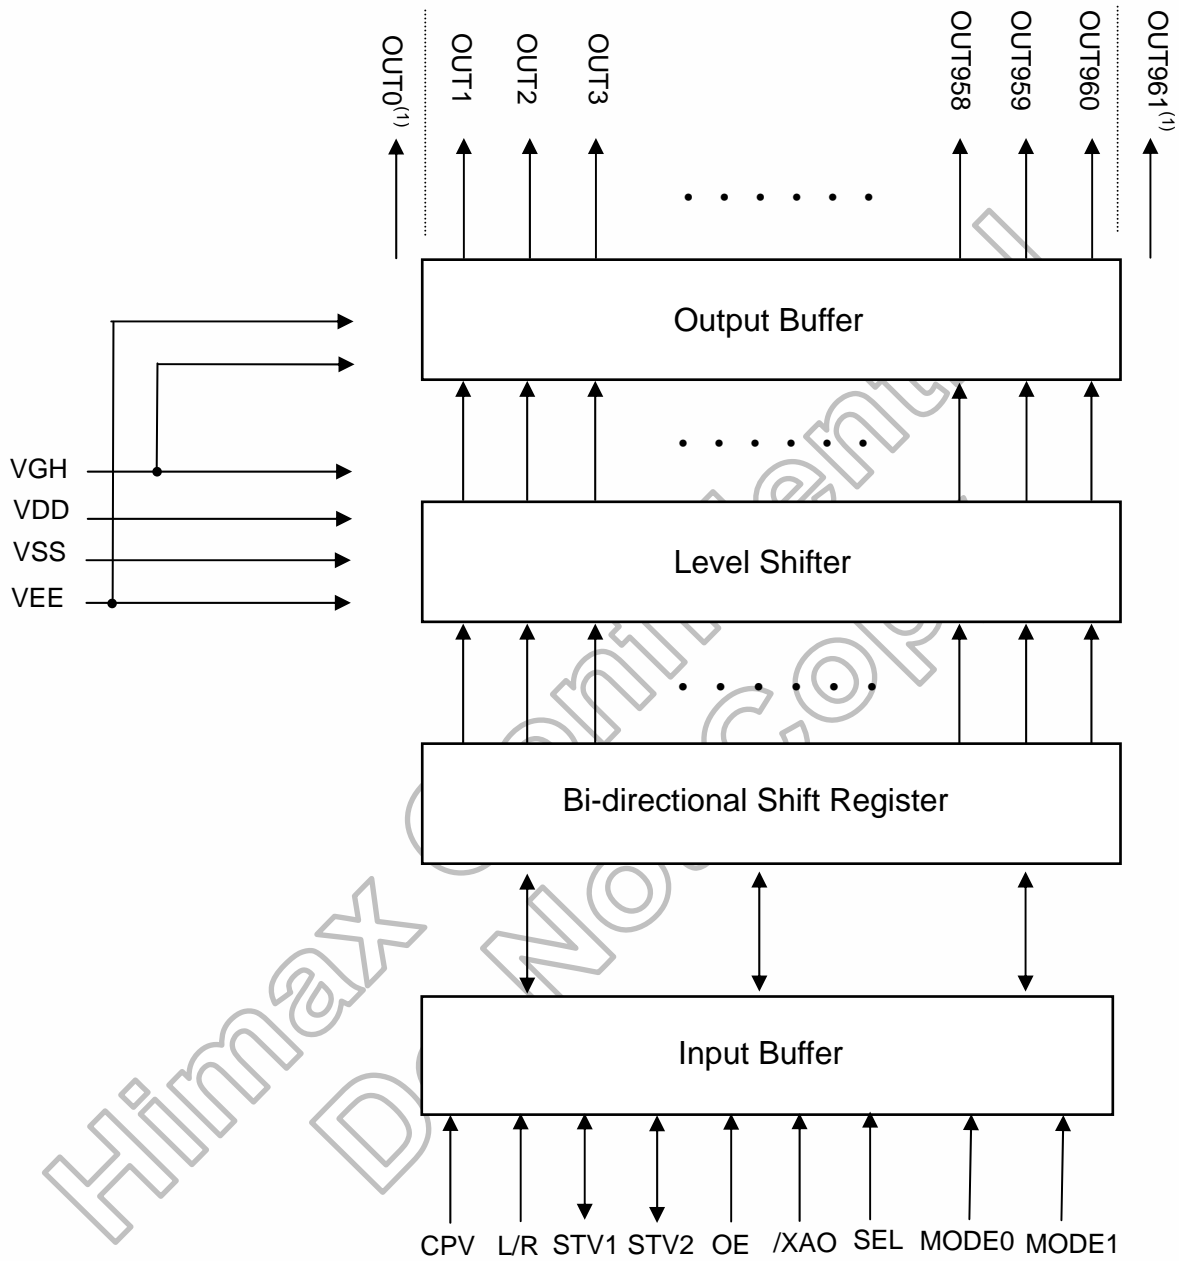 OUT0(1)
OUT1
OUT2
OUT3
OUT958
OUT959
OUT960
OUT961(1)
Output Buffer
VGH
VDD
VSS
VEE
Level Shifter
Bi-directional Shift Register
Input Buffer
CPV L/R STV1 STV2 OE /XAO SEL MODE0 MODE1
Himax Confidential
Do Not Copy